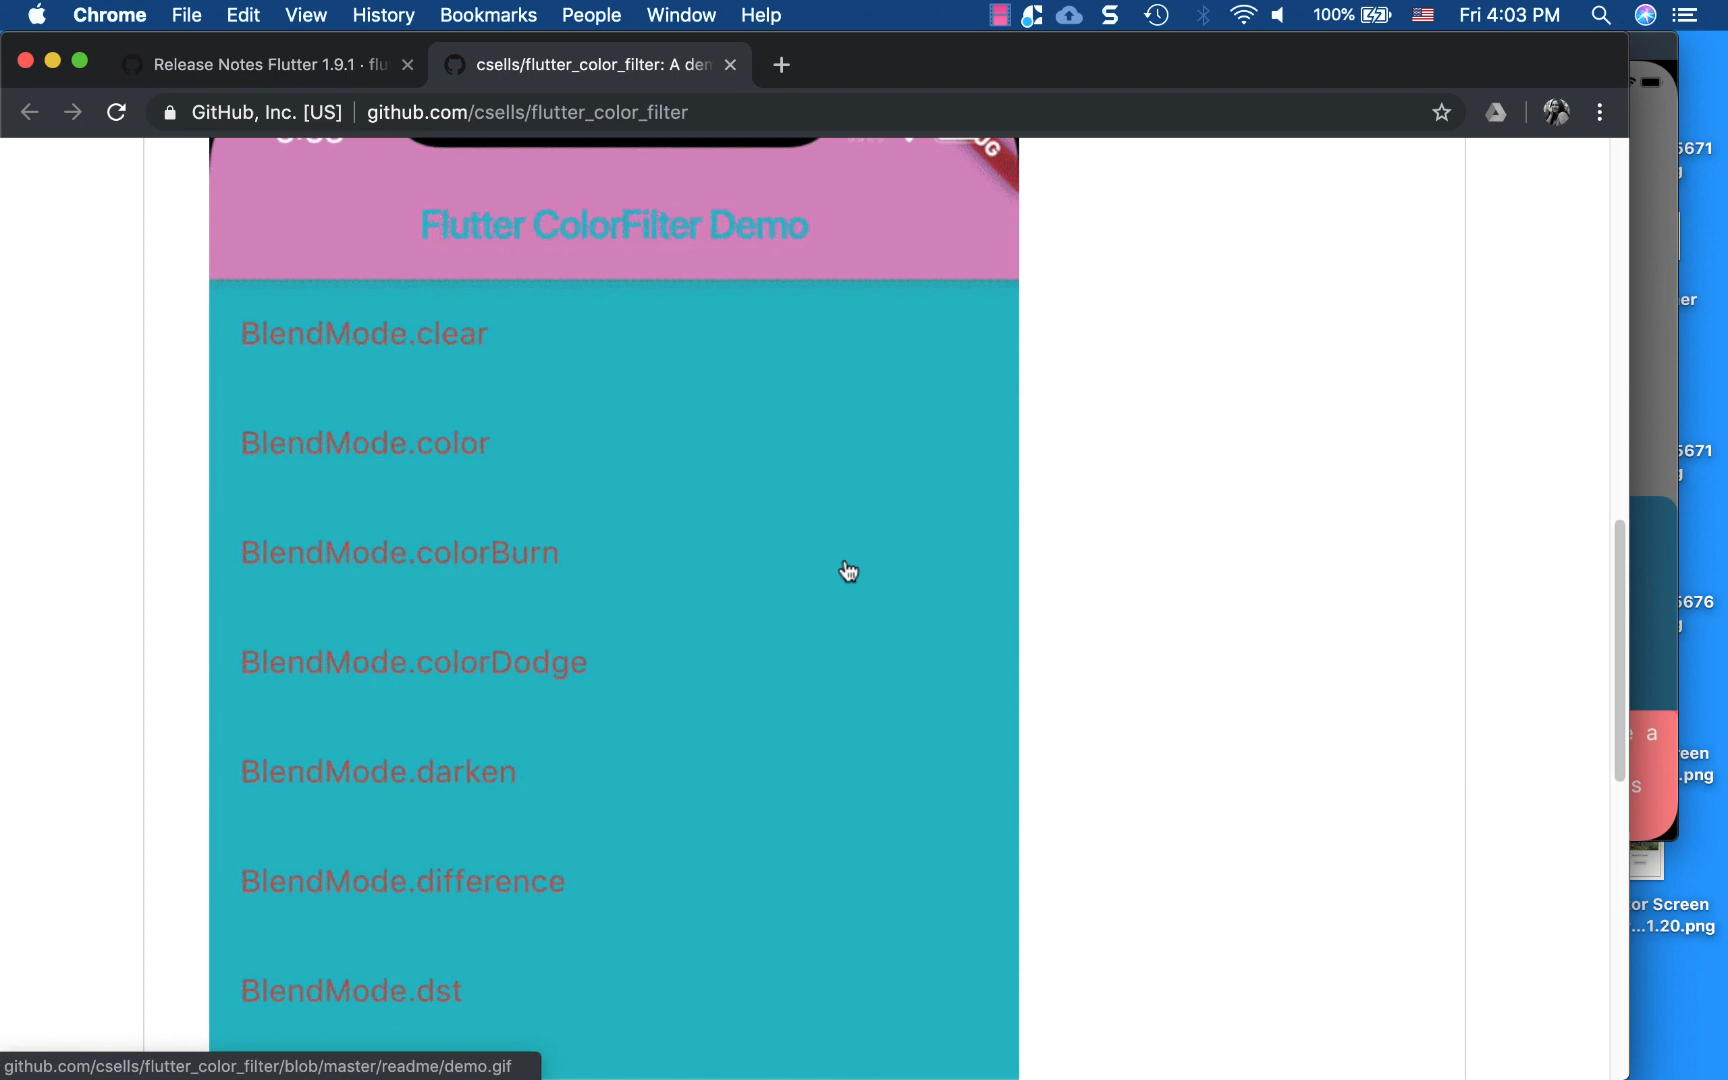 Chrome File Edit View History Bookmarks People Window Help 100% Fri 4:03 PM
Release Notes Flutter 1.9.1 · flu
csells/flutter_color_filter: A den
GitHub, Inc. [US] github.com/csells/flutter_color_filter
Flutter ColorFilter Demo
BlendMode.clear
BlendMode.color
BlendMode.colorBurn
BlendMode.colorDodge
BlendMode.darken
BlendMode.difference
BlendMode.dst
5671
er
5671
5676
e a
s
reen
.png
or Screen
...1.20.png
github.com/csells/flutter_color_filter/blob/master/readme/demo.gif